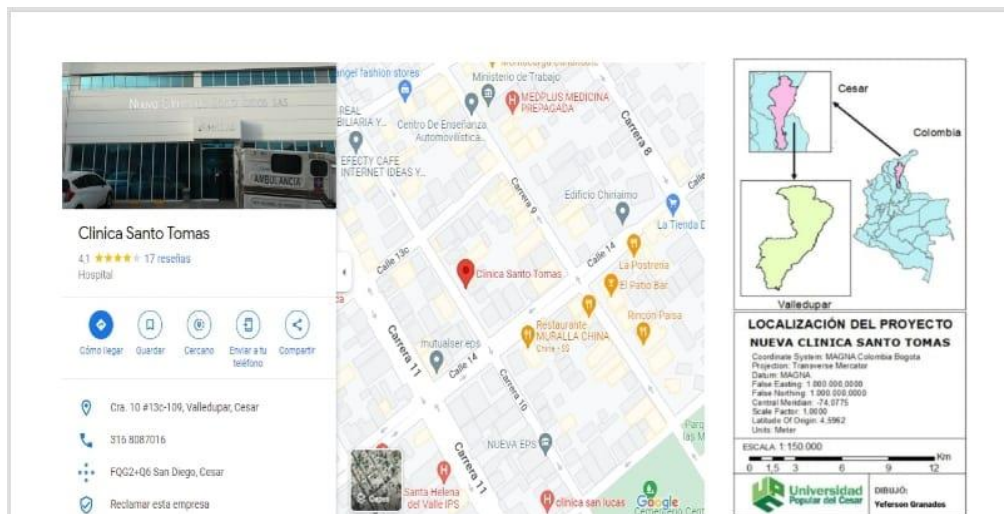 AMBULANCIA
Clinica Santo Tomas
4,1 17 reseñas
Hospital
Cómo llegar
Guardar
Cercano
Enviar a tu
teléfono
Compartir
Cra. 10 #13c-109, Valledupar, Cesar
316 8087016
FQG2+Q6 San Diego, Cesar
Reclamar esta empresa
angel fashion stores
Ministerio de Trabajo
MEDPLUS MEDICINA
PREPAGADA
REAL
Centro De Enseñanza
Automovilística...
EFECTY CAFE
INTERNET IDEAS Y...
Carrera 8
Carrera 9
Edificio Chiriaimo
La Tienda D
Calle 13c
Calle 14
Clinica Santo Tomas
La Postreria
El Patio Bar
Rincón Paisa
Restaurante
MURALLA CHINA
mutualser eps
Calle 14
Carrera 11
Carrera 10
NUEVA EPS
Carrera 11
Santa Helena
del Valle IPS
clinica san lucas
Google
Capas
Cesar
Colombia
Valledupar
LOCALIZACIÓN DEL PROYECTO
NUEVA CLINICA SANTO TOMAS
Coordinate System: MAGNA Colombia Bogota
Projection: Transverse Mercator
Datum: MAGNA
False Easting: 1.000.000,0000
False Northing: 1.000.000,0000
Central Meridian: -74,0775
Scale Factor: 1,0000
Latitude Of Origin: 4,5962
Units: Meter
ESCALA 1:150.000
Km
0 1,5 3 6 9 12
Universidad
Popular del Cesar
DIBUJO:
Yeferson Granados